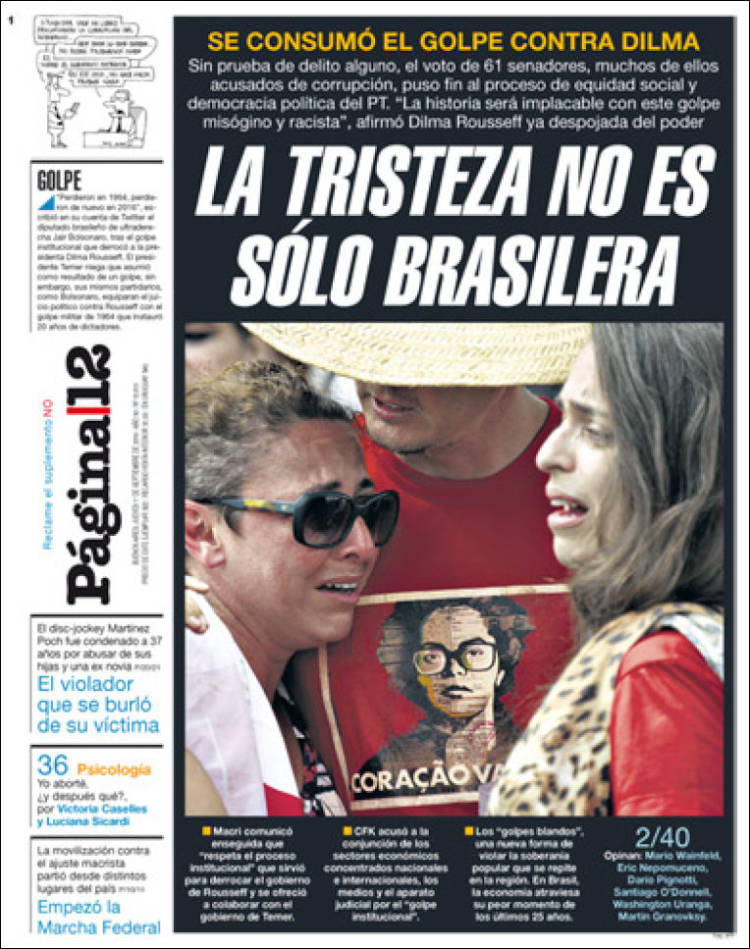 1
SE CONSUMÓ EL GOLPE CONTRA DILMA
Sin prueba de delito alguno, el voto de 61 senadores, muchos de ellos
acusados de corrupción, puso fin al proceso de equidad social y
democracia política del PT. “La historia será implacable con este golpe
misógino y racista”, afirmó Dilma Rousseff ya despojada del poder
LA TRISTEZA NO ES
SÓLO BRASILERA
GOLPE
“Perdieron en 1964, perdie-
ron de nuevo en 2016”, es-
cribió en su cuenta de Twitter el
diputado brasileño de ultradere-
cha Jair Bolsonaro, tras el golpe
institucional que derrocó a la pre-
sidenta Dilma Rousseff. El presi-
dente Temer niega que asumió
como resultado de un golpe, sin
embargo, sus mismos partidarios,
como Bolsonaro, equiparan el jui-
cio político contra Rousseff con el
golpe militar de 1964 que instauró
20 años de dictadores.
Página|12
Reclame el suplemento NO
El disc-jockey Martínez
Poch fue condenado a 37
años por abusar de sus
hijas y una ex novia
El violador
que se burló
de su víctima
36 Psicología
Yo aborté,
¿y después qué?,
por Victoria Caselles
y Luciana Sicardi
La movilización contra
el ajuste macrista
partió desde distintos
lugares del país
Empezó la
Marcha Federal
CORAÇÃO VA
Macri comunicó
enseguida que
“respeta el proceso
institucional” que sirvió
para derrocar el gobierno
de Rousseff y se ofreció
a colaborar con el
gobierno de Temer.
CFK acusó a la
conjunción de los
sectores económicos
concentrados nacionales
e internacionales, los
medios y el aparato
judicial por el “golpe
institucional”.
Los “golpes blandos”,
una nueva forma de
violar la soberanía
popular que se repite
en la región. En Brasil,
la economía atraviesa
su peor momento de
los últimos 25 años.
2/40
Opinan: Mario Wainfeld,
Eric Nepomuceno,
Darío Pignotti,
Santiago O’Donnell,
Washington Uranga,
Martín Granovsky.